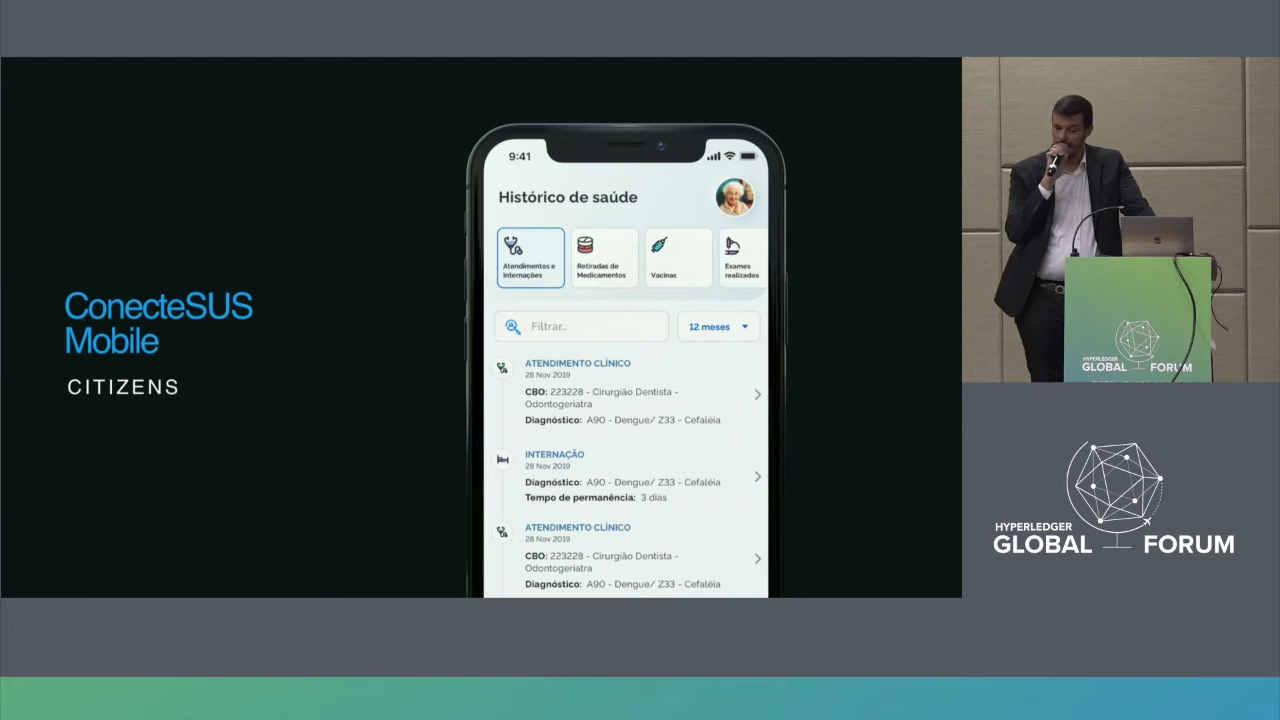 ConecteSUS
Mobile
CITIZENS
9:41
Histórico de saúde
Atendimentos e
Internações
Retiradas de
Medicamentos
Vacinas
Exames
realizados
Filtrar..
12 meses
ATENDIMENTO CLÍNICO
28 Nov 2019
CBO: 223228 - Cirurgião Dentista -
Odontogeriatra
Diagnóstico: A90 - Dengue/ Z33 - Cefaléia
INTERNAÇÃO
28 Nov 2019
Diagnóstico: A90 - Dengue/ Z33 - Cefaléia
Tempo de permanência: 3 dias
ATENDIMENTO CLÍNICO
28 Nov 2019
CBO: 223228 - Cirurgião Dentista -
Odontogeriatra
Diagnóstico: A90 - Dengue/ Z33 - Cefaléia
HYPERLEDGER
GLOBAL FORUM
HYPERLEDGER
GLOBAL FORUM